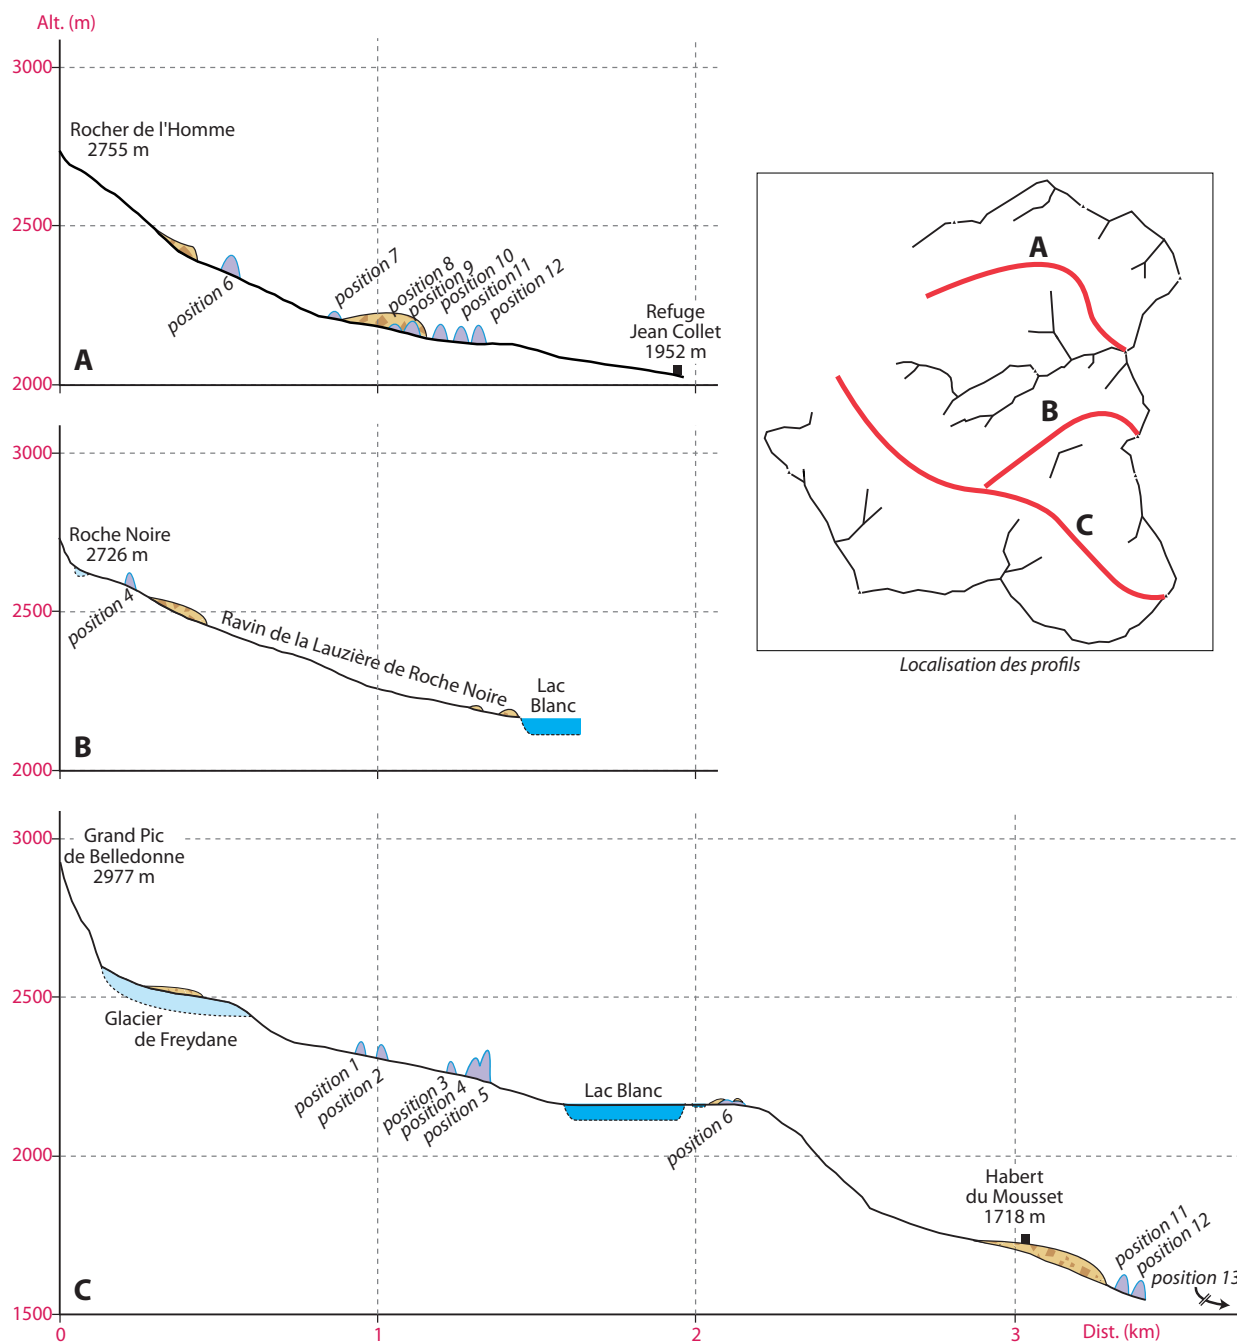 Alt. (m)
3000
Rocher de l'Homme
2755 m
2500
position 6
position 7
position 8
position 9
position 10
position11
position 12
Refuge
Jean Collet
1952 m
A
2000
3000
Roche Noire
2726 m
2500
position 4
Ravin de la Lauzière de Roche Noire
Lac
Blanc
B
2000
A
B
C
Localisation des profils
3000
Grand Pic
de Belledonne
2977 m
2500
Glacier
de Freydane
position 1
position 2
position 3
position 4
position 5
Lac Blanc
position 6
2000
Habert
du Mousset
1718 m
position 11
position 12
position 13
C
1500
0
1
2
3
Dist. (km)